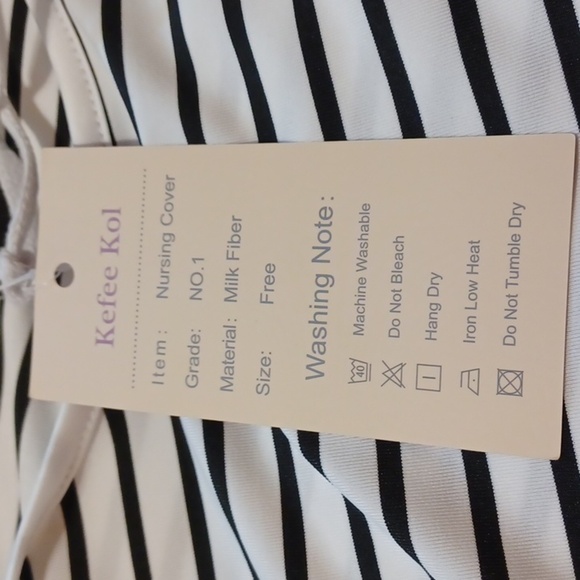 Kefee Kol
Item: Nursing Cover
Grade: NO.1
Material: Milk Fiber
Size: Free
Washing Note:
40 Machine Washable
Do Not Bleach
Hang Dry
Iron Low Heat
Do Not Tumble Dry